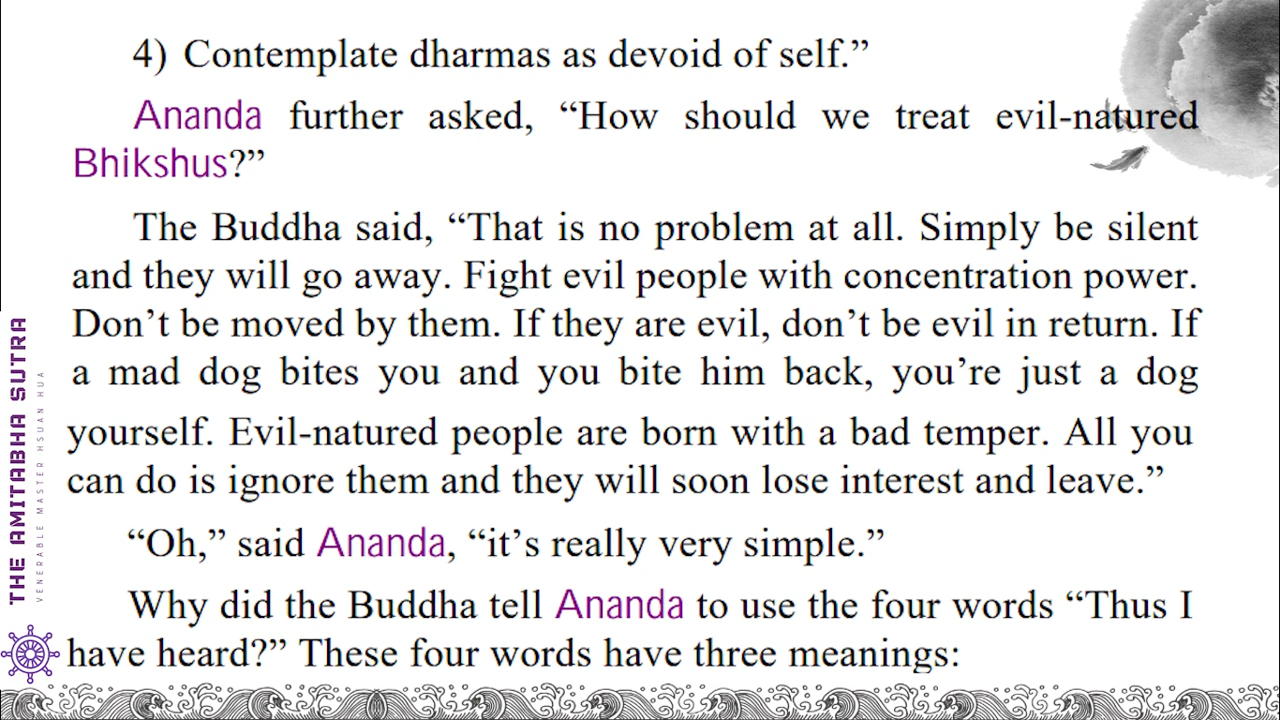 4) Contemplate dharmas as devoid of self.”
Ananda further asked, “How should we treat evil-natured
Bhikshus?”
The Buddha said, “That is no problem at all. Simply be silent
and they will go away. Fight evil people with concentration power.
Don’t be moved by them. If they are evil, don’t be evil in return. If
a mad dog bites you and you bite him back, you’re just a dog
yourself. Evil-natured people are born with a bad temper. All you
can do is ignore them and they will soon lose interest and leave.”
“Oh,” said Ananda, “it’s really very simple.”
Why did the Buddha tell Ananda to use the four words “Thus I
have heard?” These four words have three meanings:
THE AMITABHA SUTRA
VENERABLE MASTER HSUAN HUA